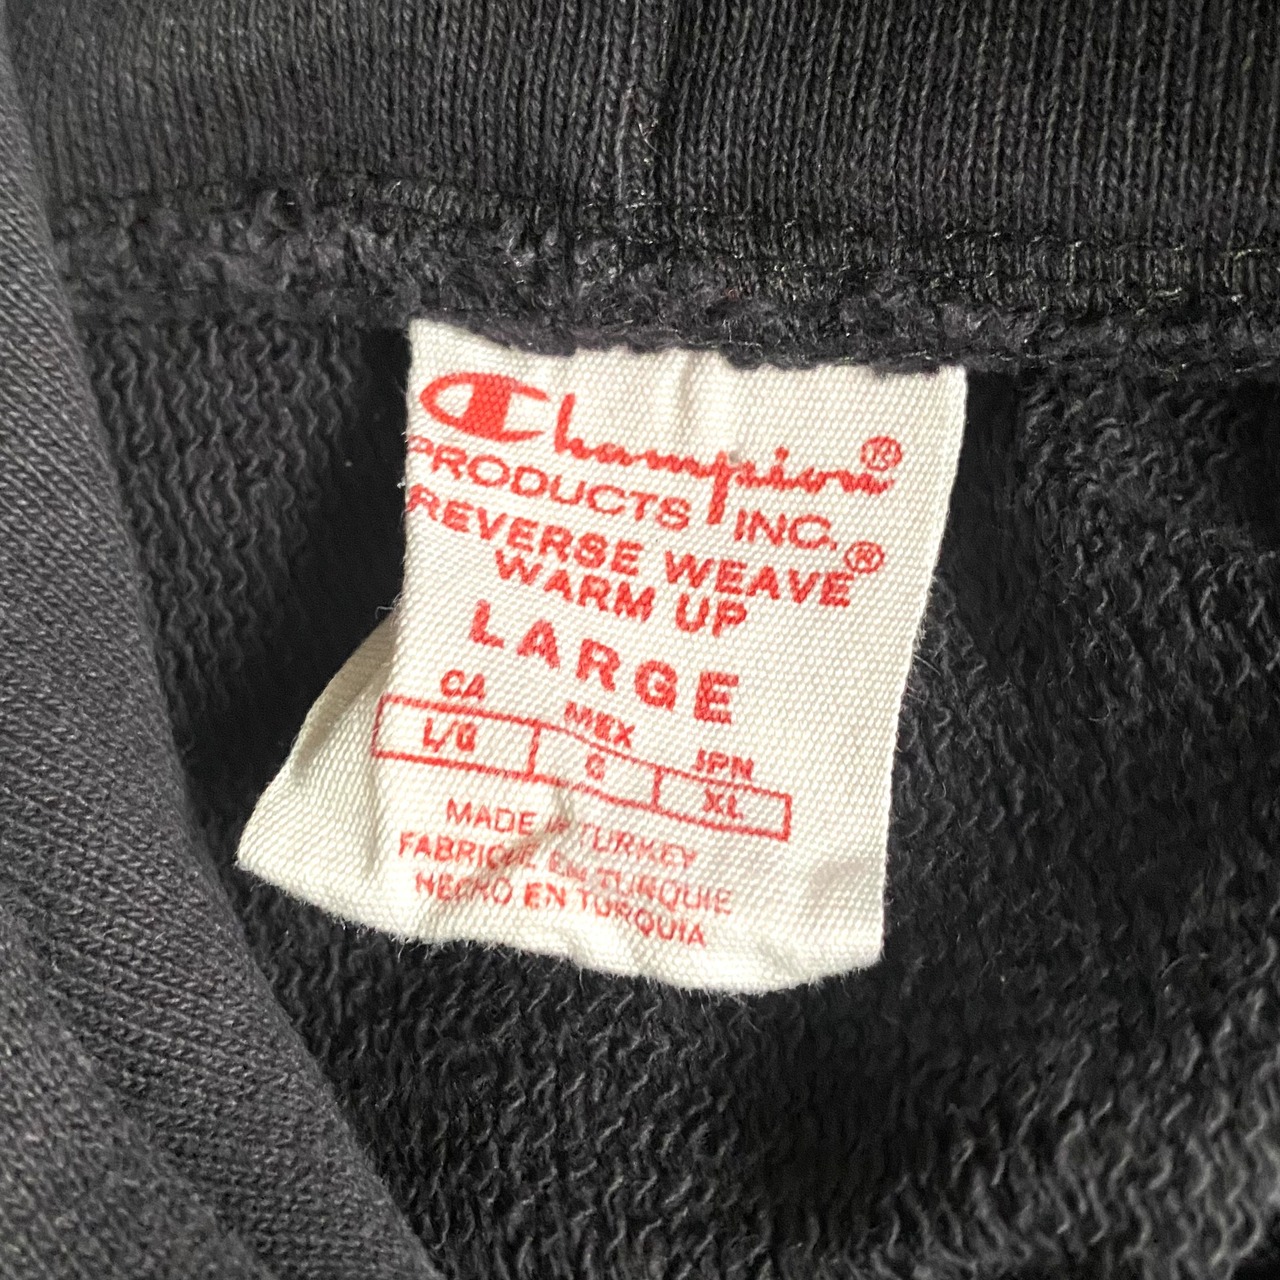 Champion®
PRODUCTS INC.
REVERSE WEAVE®
WARM UP
LARGE
CA MEX JPN
L/G G XL
MADE IN TURKEY
FABRIQUE EN TURQUIE
HECHO EN TURQUIA